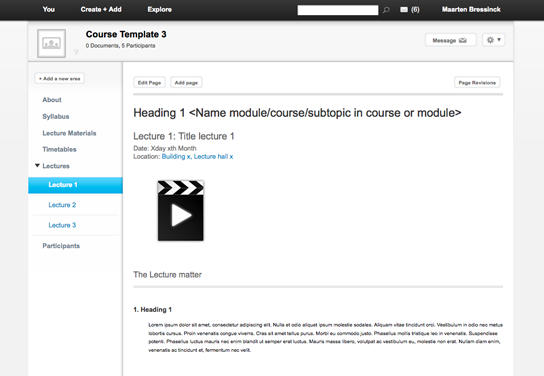 You Create + Add Explore (6) Maarten Bressinck
Course Template 3
0 Documents, 5 Participants
Message
+ Add a new area
About
Syllabus
Lecture Materials
Timetables
Lectures
Lecture 1
Lecture 2
Lecture 3
Participants
Edit Page Add page Page Revisions
Heading 1 <Name module/course/subtopic in course or module>
Lecture 1: Title lecture 1
Date: Xday xth Month
Location: Building x, Lecture hall x
The Lecture matter
1. Heading 1
Lorem ipsum dolor sit amet, consectetur adipiscing elit. Nulla et odio aliquet ipsum molestie sodales. Aliquam vitae tincidunt orci. Vestibulum in odio nec metus
lobortis cursus. Proin venenatis congue viverra. Cras sit amet tellus purus. Morbi eu commodo justo. Phasellus mollis tristique leo in venenatis. Suspendisse
potenti. Phasellus luctus mauris nec enim blandit ut semper erat luctus. Mauris massa libero, volutpat ac vestibulum eu, molestie non erat. Nullam diam enim,
venenatis ac tincidunt et, fermentum nec velit.